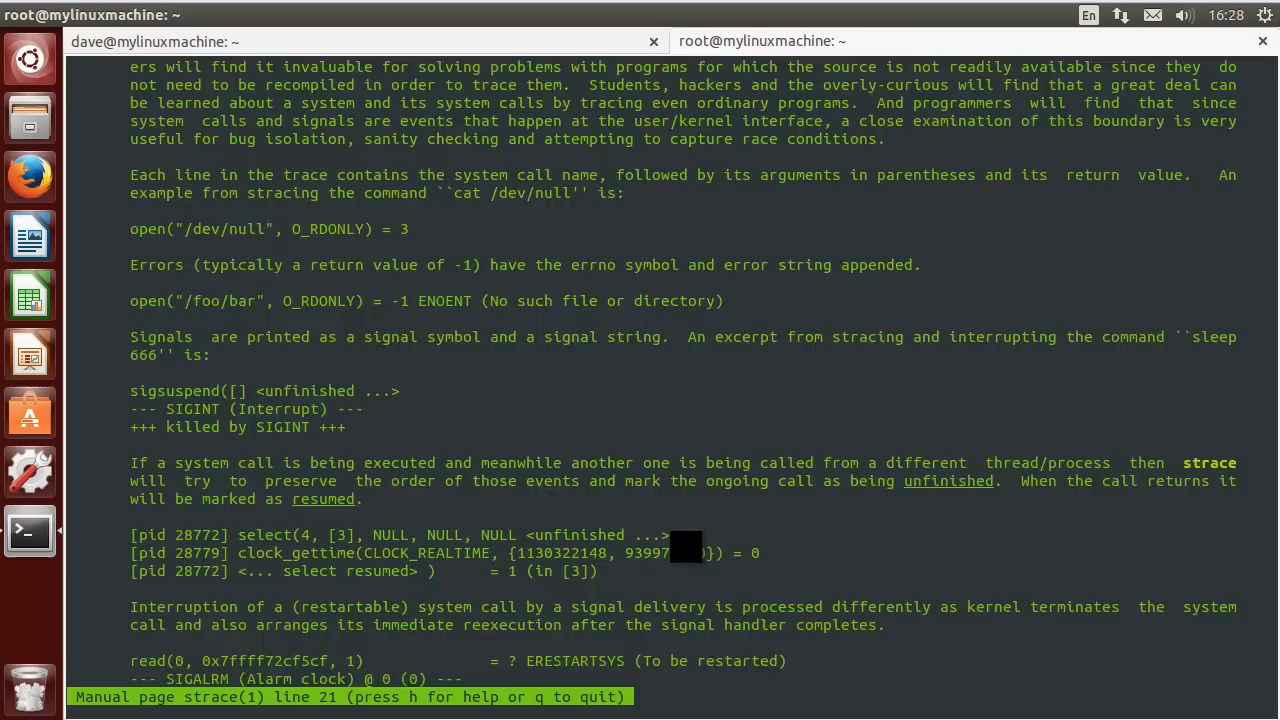 root@mylinuxmachine: ~
En
16:28
dave@mylinuxmachine: ~
root@mylinuxmachine: ~
ers will find it invaluable for solving problems with programs for which the source is not readily available since they do
not need to be recompiled in order to trace them. Students, hackers and the overly-curious will find that a great deal can
be learned about a system and its system calls by tracing even ordinary programs. And programmers will find that since
system calls and signals are events that happen at the user/kernel interface, a close examination of this boundary is very
useful for bug isolation, sanity checking and attempting to capture race conditions.
Each line in the trace contains the system call name, followed by its arguments in parentheses and its return value. An
example from stracing the command ``cat /dev/null'' is:
open("/dev/null", O_RDONLY) = 3
Errors (typically a return value of -1) have the errno symbol and error string appended.
open("/foo/bar", O_RDONLY) = -1 ENOENT (No such file or directory)
Signals are printed as a signal symbol and a signal string. An excerpt from stracing and interrupting the command ``sleep
666'' is:
sigsuspend([] <unfinished ...>
--- SIGINT (Interrupt) ---
+++ killed by SIGINT +++
If a system call is being executed and meanwhile another one is being called from a different thread/process then strace
will try to preserve the order of those events and mark the ongoing call as being unfinished. When the call returns it
will be marked as resumed.
[pid 28772] select(4, [3], NULL, NULL, NULL <unfinished ...>
[pid 28779] clock_gettime(CLOCK_REALTIME, {1130322148, }) = 0
[pid 28772] <... select resumed> ) = 1 (in [3])
Interruption of a (restartable) system call by a signal delivery is processed differently as kernel terminates the system
call and also arranges its immediate reexecution after the signal handler completes.
read(0, 0x7ffff72cf5cf, 1) = ? ERESTARTSYS (To be restarted)
--- SIGALRM (Alarm clock) @ 0 (0) ---
Manual page strace(1) line 21 (press h for help or q to quit)